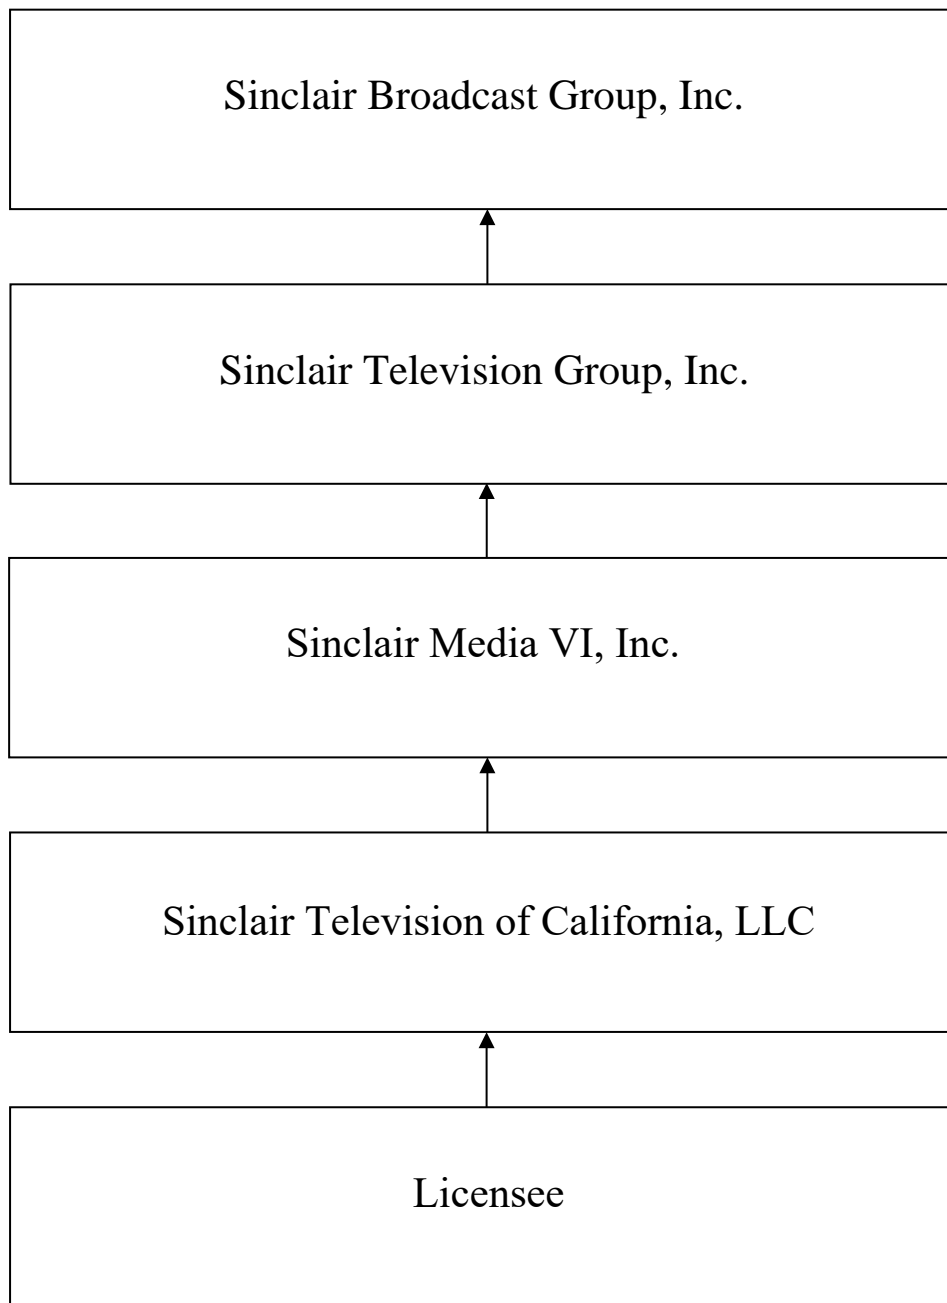 Sinclair Broadcast Group, Inc.
Sinclair Television Group, Inc.
Sinclair Media VI, Inc.
Sinclair Television of California, LLC
Licensee